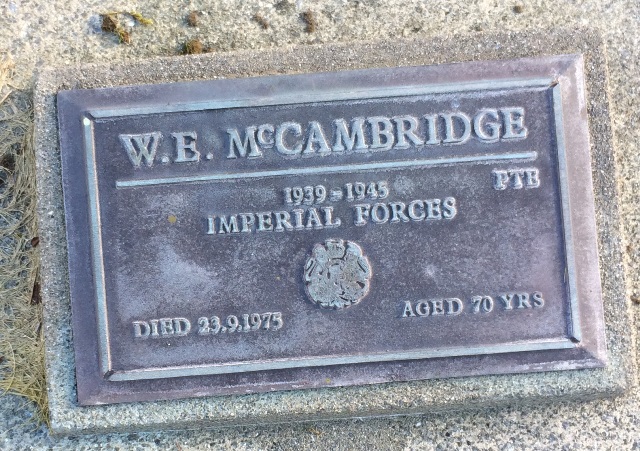 W.E. McCAMBRIDGE
PTE
1939-1945
IMPERIAL FORCES
DIED 23.9.1975
AGED 70 YRS